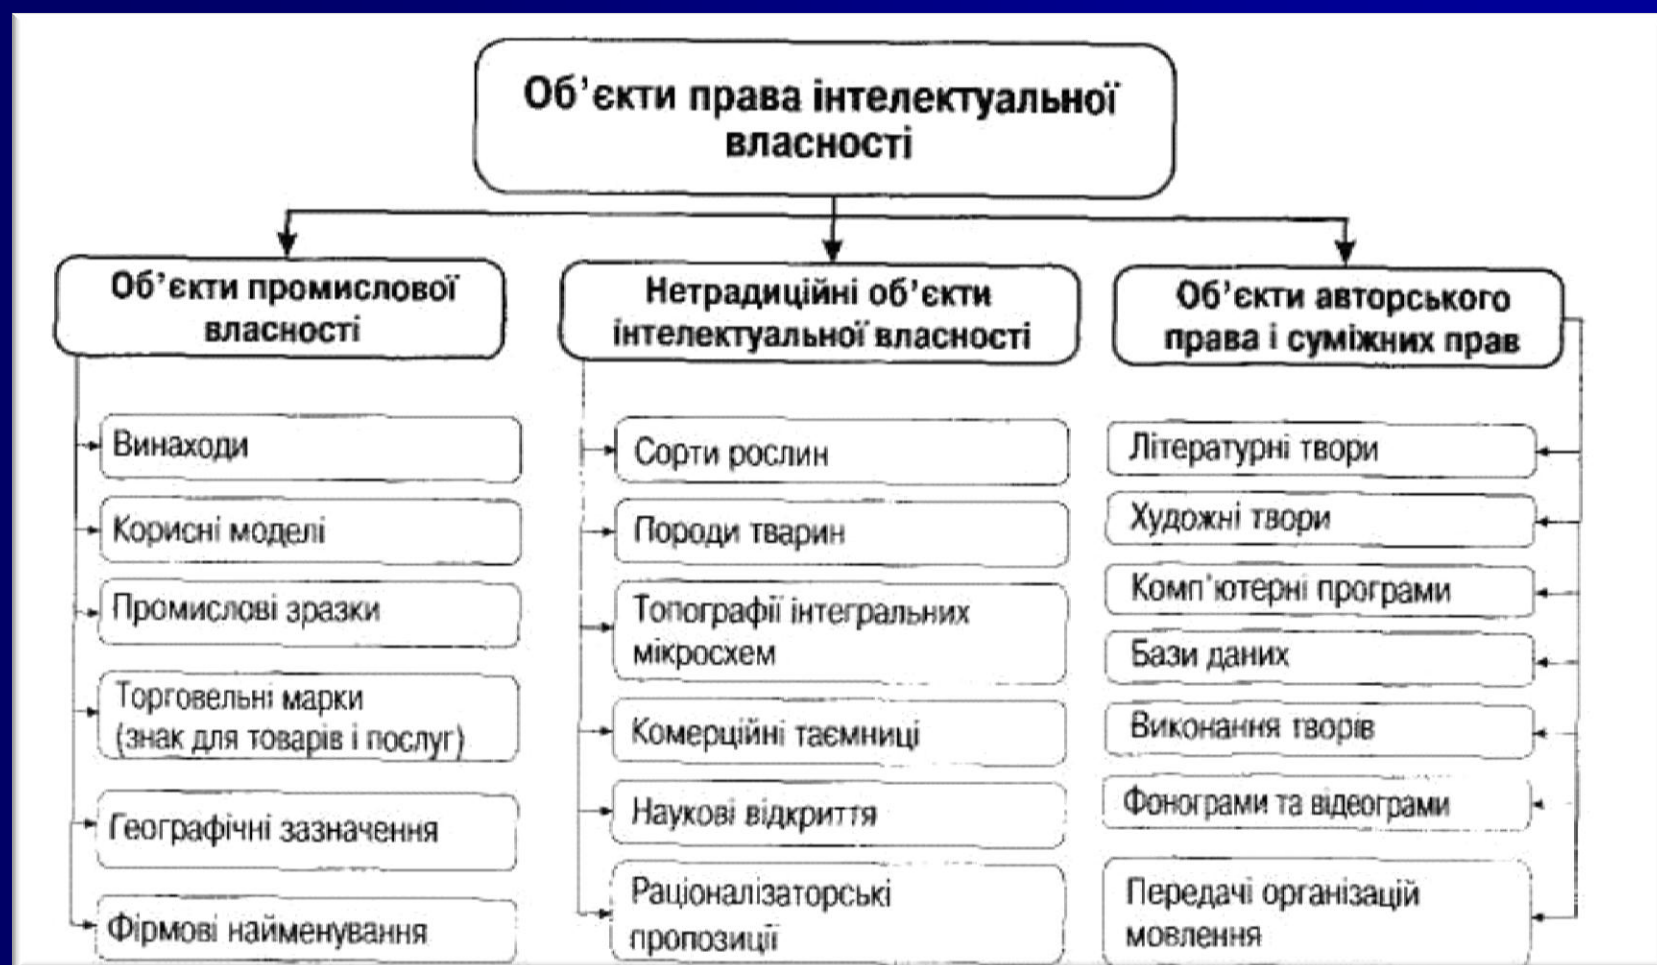 Об’єкти права інтелектуальної
власності
Об’єкти промислової
власності
Винаходи
Корисні моделі
Промислові зразки
Торговельні марки
(знак для товарів і послуг)
Географічні зазначення
Фірмові найменування
Нетрадиційні об’єкти
інтелектуальної власності
Сорти рослин
Породи тварин
Топографії інтегральних
мікросхем
Комерційні таємниці
Наукові відкриття
Раціоналізаторські
пропозиції
Об’єкти авторського
права і суміжних прав
Літературні твори
Художні твори
Комп’ютерні програми
Бази даних
Виконання творів
Фонограми та відеограми
Передачі організацій
мовлення